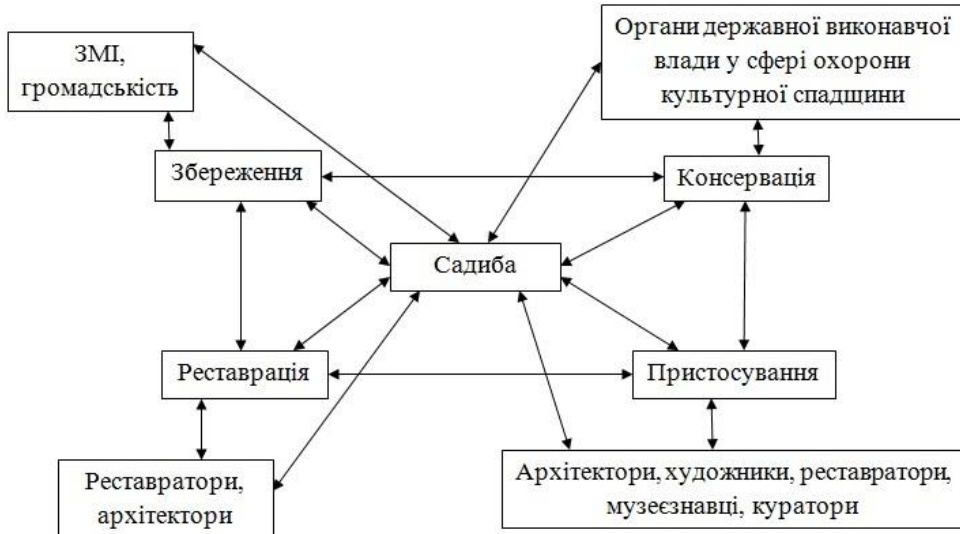 ЗМІ,
громадськість
Органи державної виконавчої
влади у сфері охорони
культурної спадщини
Збереження
Консервація
Садиба
Реставрація
Пристосування
Реставратори,
архітектори
Архітектори, художники, реставратори,
музеєзнавці, куратори